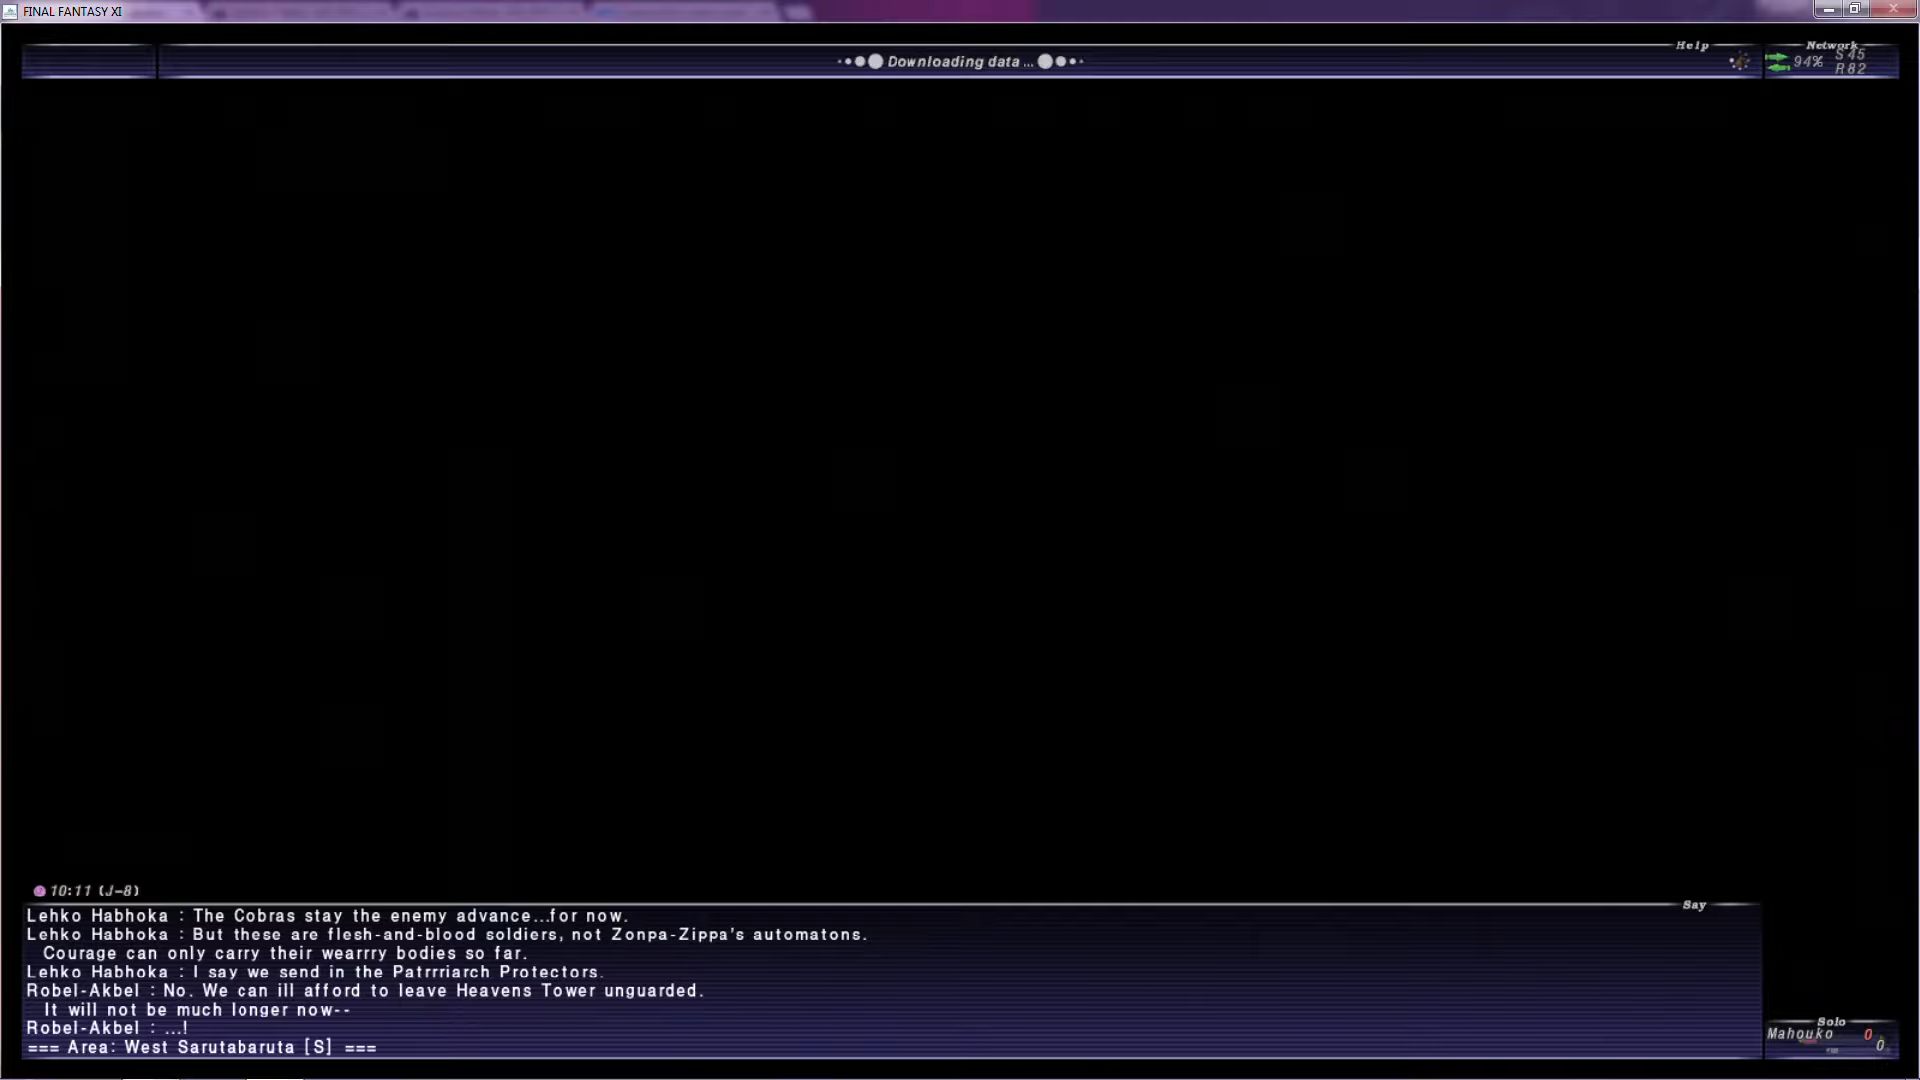 FINAL FANTASY XI
Help
Network
Downloading data ...
94%
S 45
R 82
10:11 (J-8)
Say
Lehko Habhoka : The Cobras stay the enemy advance...for now.
Lehko Habhoka : But these are flesh-and-blood soldiers, not Zonpa-Zippa's automatons.
Courage can only carry their wearrry bodies so far.
Lehko Habhoka : I say we send in the Patrrriarch Protectors.
Robel-Akbel : No. We can ill afford to leave Heavens Tower unguarded.
It will not be much longer now--
Robel-Akbel : ...!
=== Area: West Sarutabaruta [S] ===
Solo
Mahouko 0
0